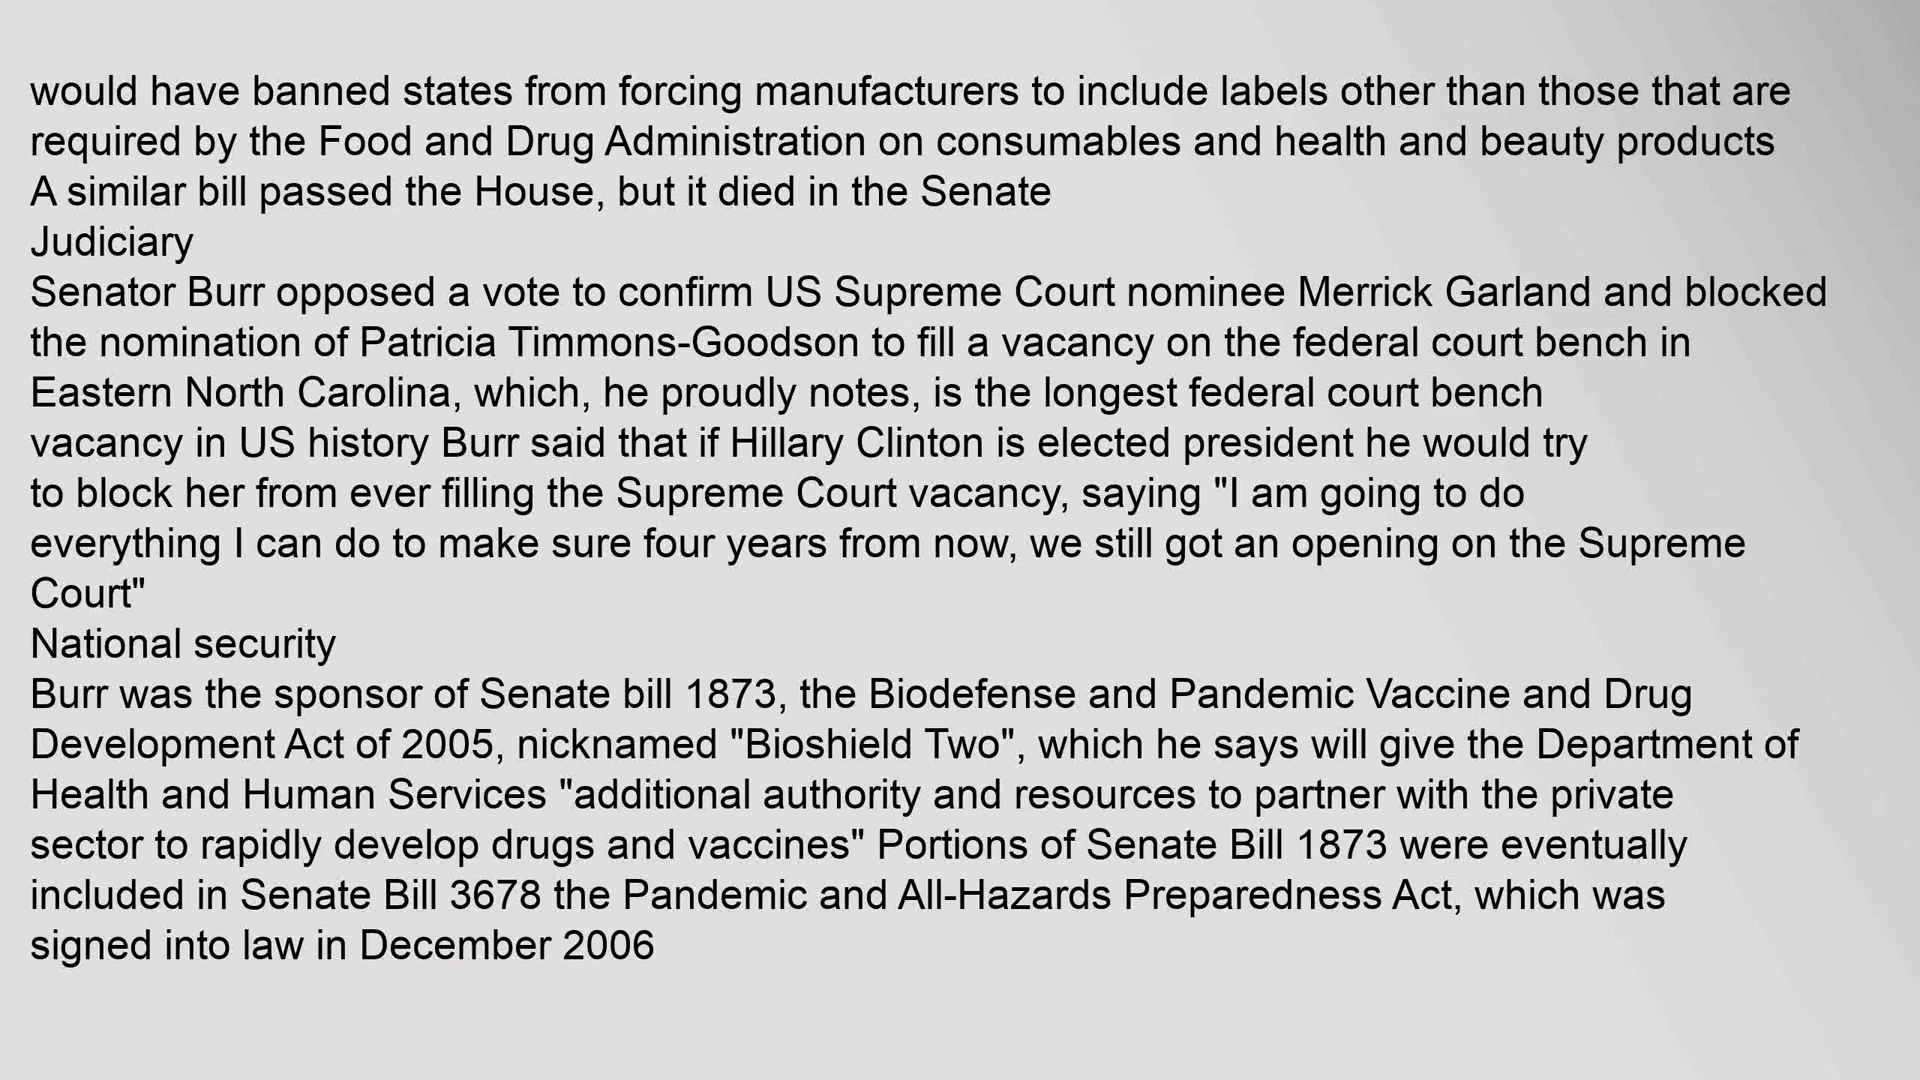 would have banned states from forcing manufacturers to include labels other than those that are
required by the Food and Drug Administration on consumables and health and beauty products
A similar bill passed the House, but it died in the Senate
Judiciary
Senator Burr opposed a vote to confirm US Supreme Court nominee Merrick Garland and blocked
the nomination of Patricia Timmons-Goodson to fill a vacancy on the federal court bench in
Eastern North Carolina, which, he proudly notes, is the longest federal court bench
vacancy in US history Burr said that if Hillary Clinton is elected president he would try
to block her from ever filling the Supreme Court vacancy, saying "I am going to do
everything I can do to make sure four years from now, we still got an opening on the Supreme
Court"
National security
Burr was the sponsor of Senate bill 1873, the Biodefense and Pandemic Vaccine and Drug
Development Act of 2005, nicknamed "Bioshield Two", which he says will give the Department of
Health and Human Services "additional authority and resources to partner with the private
sector to rapidly develop drugs and vaccines" Portions of Senate Bill 1873 were eventually
included in Senate Bill 3678 the Pandemic and All-Hazards Preparedness Act, which was
signed into law in December 2006